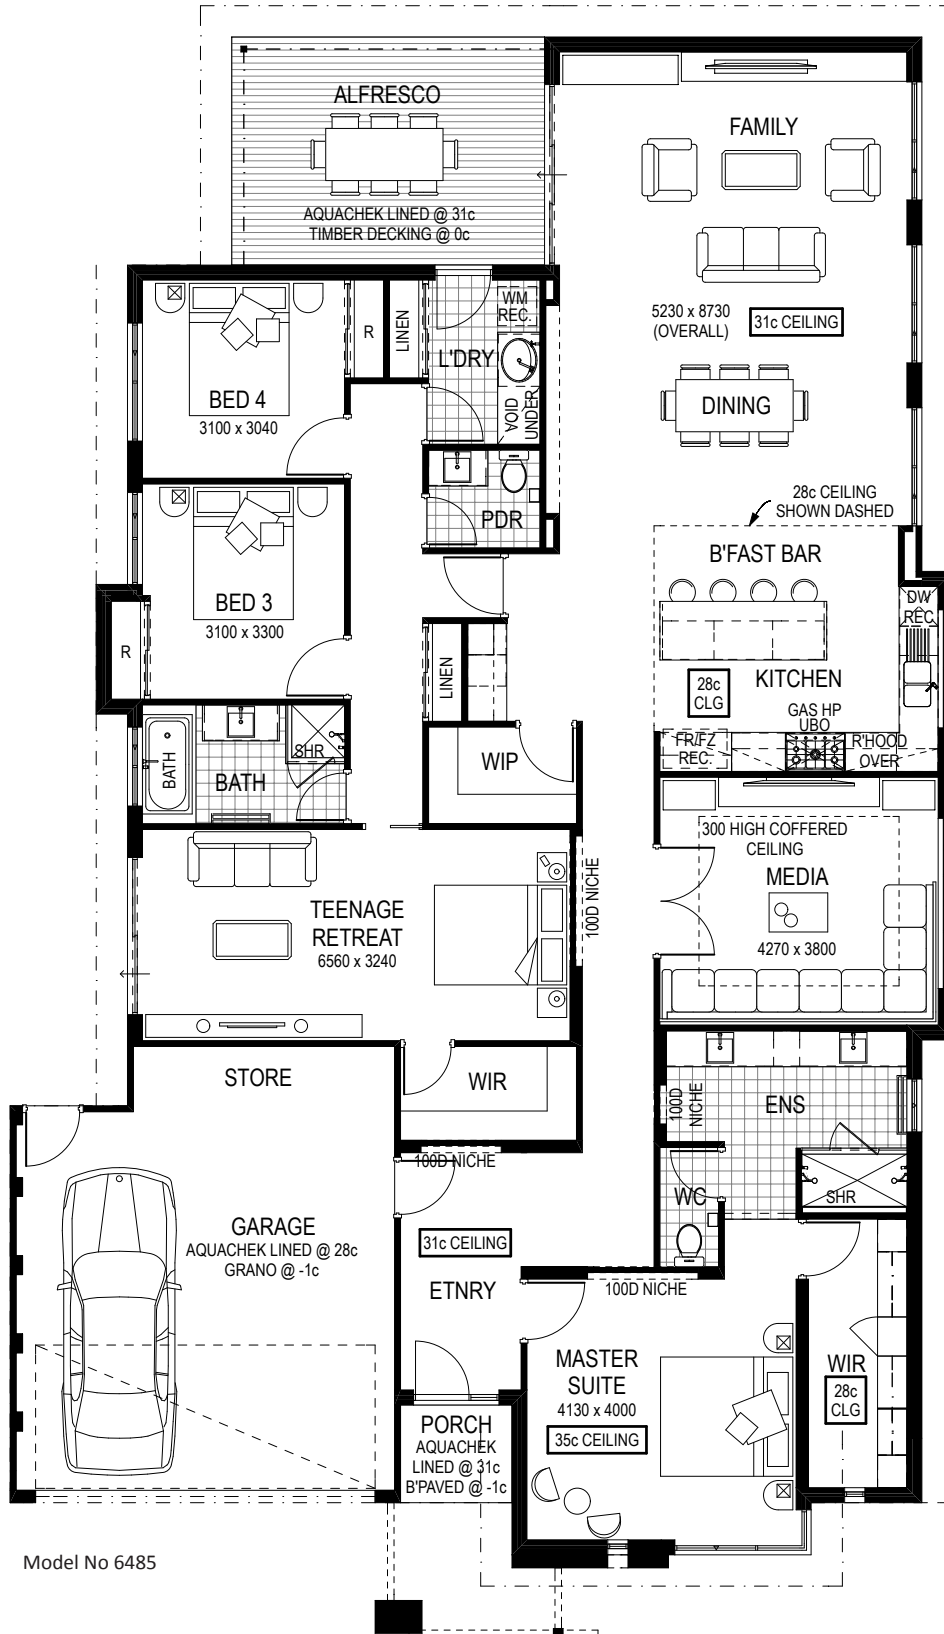 ALFRESCO
AQUACHEK LINED @ 31c
TIMBER DECKING @ 0c
FAMILY
5230 x 8730
(OVERALL)
31c CEILING
DINING
28c CEILING
SHOWN DASHED
B'FAST BAR
DW
REC
KITCHEN
28c
CLG
GAS HP
UBO
FR/FZ
REC.
R'HOOD
OVER
BED 4
3100 x 3040
R
LINEN
WM
REC.
L'DRY
VOID
UNDER
PDR
BED 3
3100 x 3300
R
LINEN
WIP
BATH
BATH
SHR
300 HIGH COFFERED
CEILING
MEDIA
4270 x 3800
100D NICHE
TEENAGE
RETREAT
6560 x 3240
STORE
WIR
100D
NICHE
ENS
100D NICHE
WC
SHR
GARAGE
AQUACHEK LINED @ 28c
GRANO @ -1c
31c CEILING
ETNRY
100D NICHE
MASTER
SUITE
4130 x 4000
35c CEILING
WIR
28c
CLG
PORCH
AQUACHEK
LINED @ 31c
B'PAVED @ -1c
Model No 6485